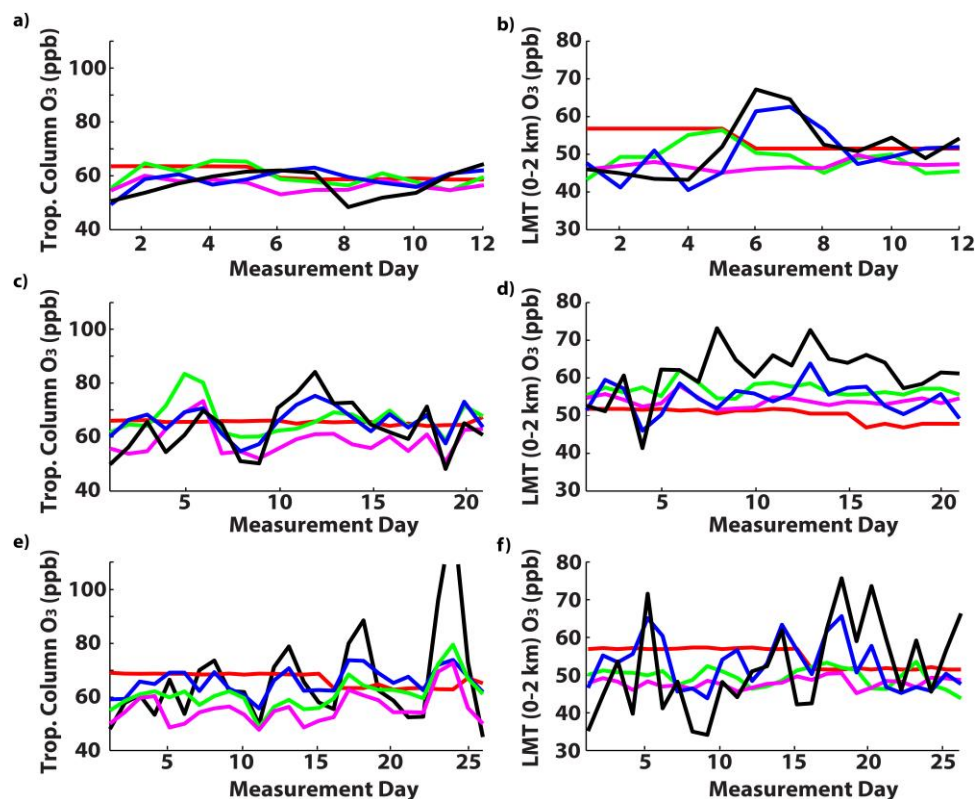 a)
Trop. Column O3 (ppb)
100
80
60
40
2 4 6 8 10 12
Measurement Day
b)
LMT (0-2 km) O3 (ppb)
80
70
60
50
40
30
2 4 6 8 10 12
Measurement Day
c)
Trop. Column O3 (ppb)
100
80
60
40
5 10 15 20
Measurement Day
d)
LMT (0-2 km) O3 (ppb)
80
70
60
50
40
30
5 10 15 20
Measurement Day
e)
Trop. Column O3 (ppb)
100
80
60
40
5 10 15 20 25
Measurement Day
f)
LMT (0-2 km) O3 (ppb)
80
70
60
50
40
30
5 10 15 20 25
Measurement Day